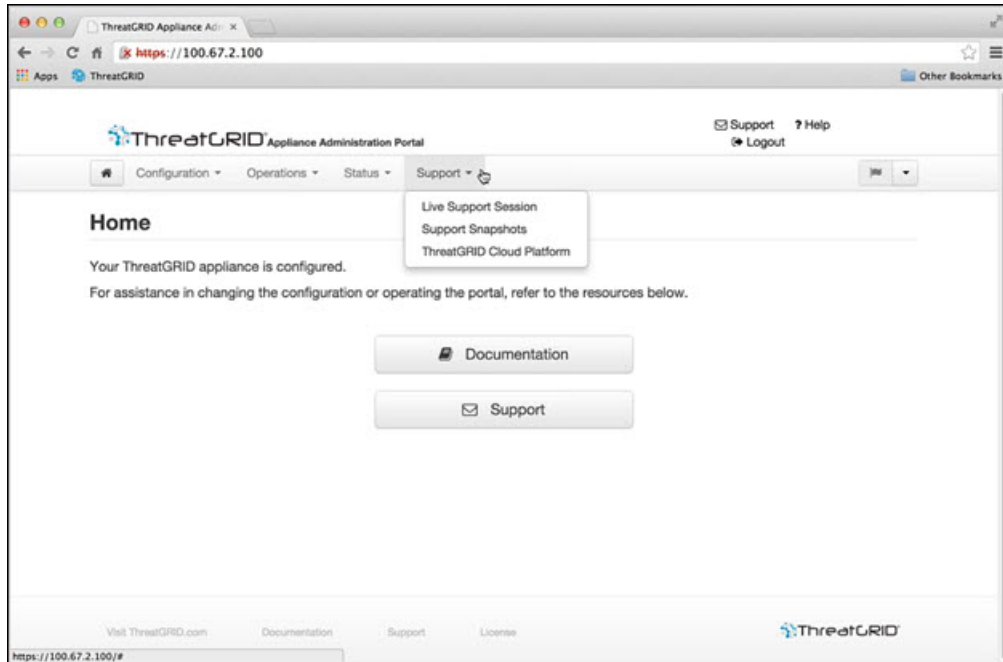 ThreatGRID Appliance Adm
https://100.67.2.100
Apps ThreatGRID Other Bookmarks
ThreatGRID Appliance Administration Portal
Support ? Help
Logout
Configuration Operations Status Support
Live Support Session
Support Snapshots
ThreatGRID Cloud Platform
Home
Your ThreatGRID appliance is configured.
For assistance in changing the configuration or operating the portal, refer to the resources below.
Documentation
Support
Visit ThreatGRID.com Documentation Support License
ThreatGRID
https://100.67.2.100/#